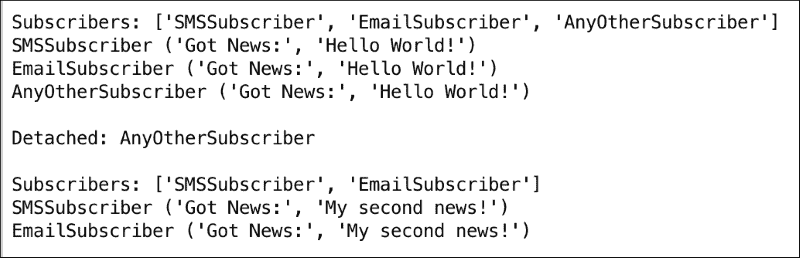 Subscribers: ['SMSSubscriber', 'EmailSubscriber', 'AnyOtherSubscriber']
SMSSubscriber ('Got News:', 'Hello World!')
EmailSubscriber ('Got News:', 'Hello World!')
AnyOtherSubscriber ('Got News:', 'Hello World!')
Detached: AnyOtherSubscriber
Subscribers: ['SMSSubscriber', 'EmailSubscriber']
SMSSubscriber ('Got News:', 'My second news!')
EmailSubscriber ('Got News:', 'My second news!')